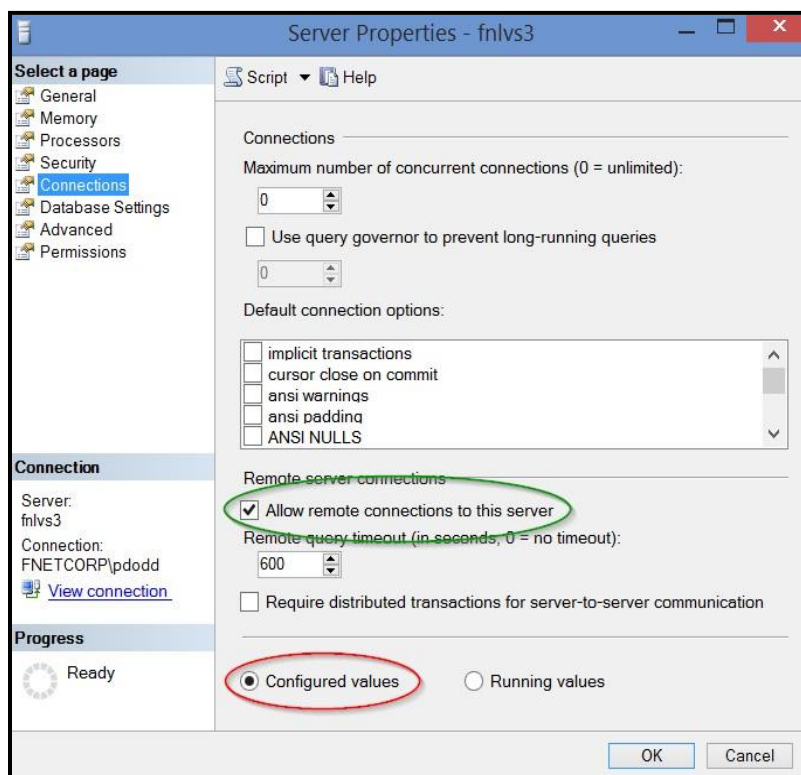 Server Properties - fnlvs3
Select a page
General
Memory
Processors
Security
Connections
Database Settings
Advanced
Permissions
Script
Help
Connections
Maximum number of concurrent connections (0 = unlimited):
0
Use query governor to prevent long-running queries
0
Default connection options:
implicit transactions
cursor close on commit
ansi warnings
ansi padding
ANSI NULLS
Remote server connections
Allow remote connections to this server
Remote query timeout (in seconds, 0 = no timeout):
600
Require distributed transactions for server-to-server communication
Configured values
Running values
Connection
Server:
fnlvs3
Connection:
FNETCORP\pdodd
View connection
Progress
Ready
OK
Cancel